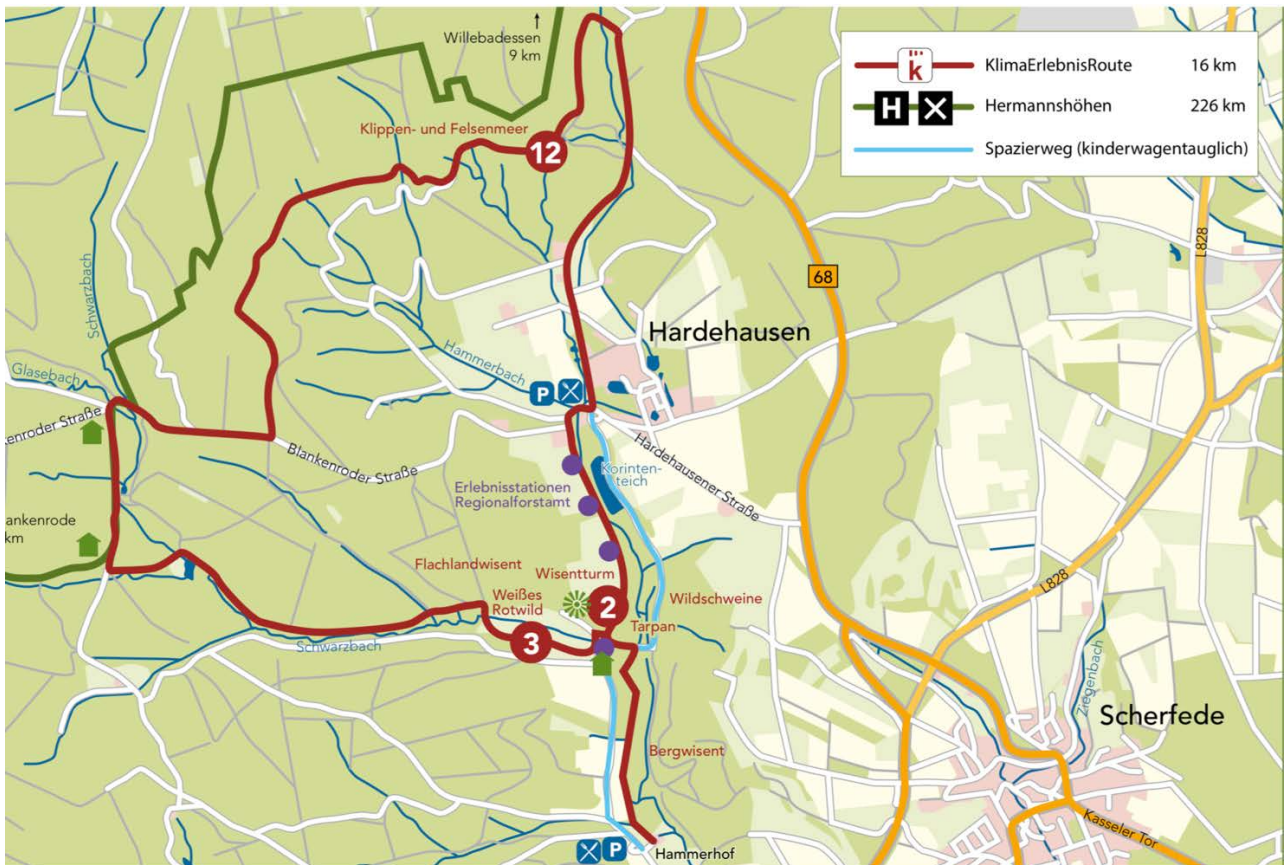 Willebadessen
9 km
k
KlimaErlebnisRoute 16 km
H
Hermannshöhen 226 km
Spazierweg (kinderwagentauglich)
Klippen- und Felsenmeer
12
L828
68
Schwarzbach
Hardehausen
Glasebach
Hammerbach
P
enroder Straße
Blankenroder Straße
Hardehausener Straße
Korinten-
teich
Erlebnisstationen
Regionalforstamt
ankenrode
km
Flachlandwisent
Wisentturm
Weißes
Rotwild
2
Wildschweine
L828
Tarpan
3
Schwarzbach
Ziegenbach
Scherfede
Bergwisent
Kasseler Tor
P
Hammerhof